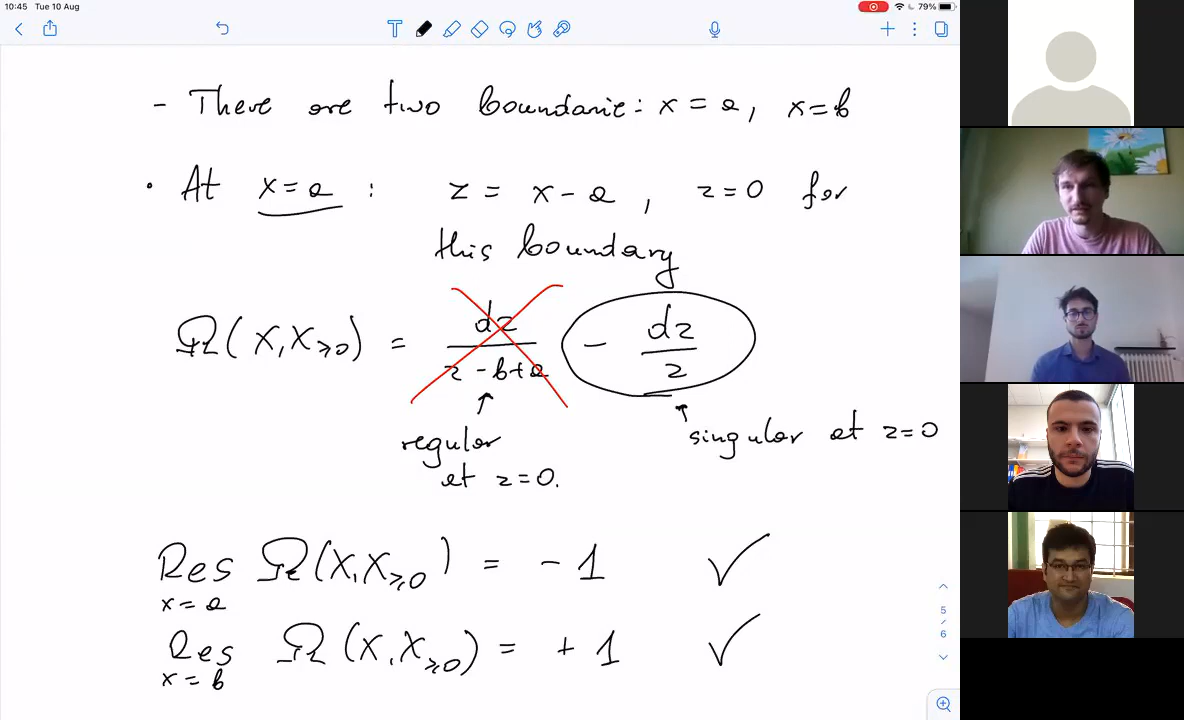 10:45 Tue 10 Aug
79%
- There are two boundarie: x = a, x = b
• At x = a : z = x - a , z = 0 for
this boundary
Ω(X, X≥0) = dz / (z - b + a) - dz / z
regular
at z = 0.
singular at z = 0
Res Ω(X, X≥0) = - 1 ✓
x = a
Res Ω(X, X≥0) = + 1 ✓
x = b
5
/
6